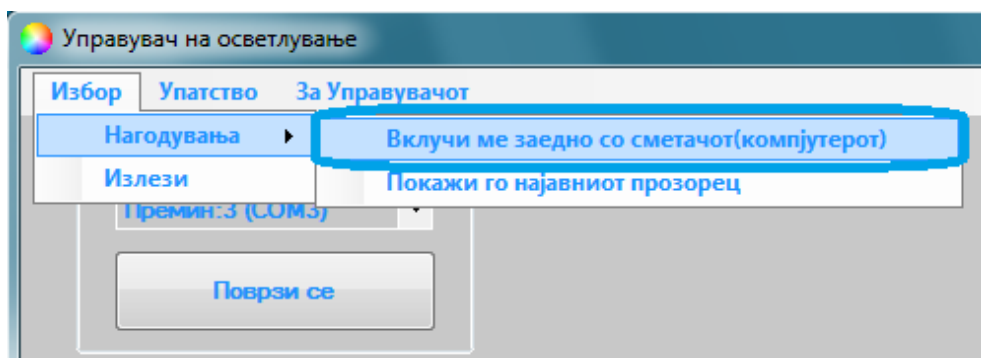 Управувач на осветлување
Избор Упатство За Управувачот
Нагодувања Вклучи ме заедно со сметачот(компјутерот)
Излези Покажи го најавниот прозорец
Премин:3 (COM3)
Поврзи се